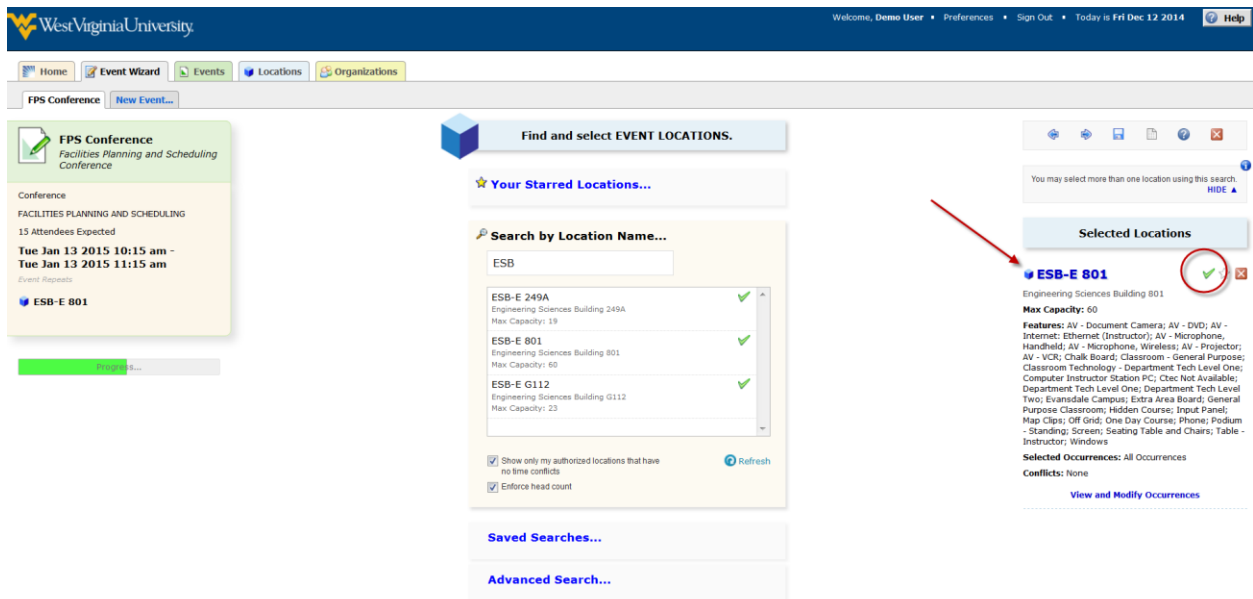 WestVirginiaUniversity.
Welcome, Demo User • Preferences • Sign Out • Today is Fri Dec 12 2014
Help
Home
Event Wizard
Events
Locations
Organizations
FPS Conference
New Event...
FPS Conference
Facilities Planning and Scheduling
Conference
Conference
FACILITIES PLANNING AND SCHEDULING
15 Attendees Expected
Tue Jan 13 2015 10:15 am -
Tue Jan 13 2015 11:15 am
Event Repeats
ESB-E 801
Progress...
Find and select EVENT LOCATIONS.
Your Starred Locations...
Search by Location Name...
ESB
ESB-E 249A
Engineering Sciences Building 249A
Max Capacity: 19
ESB-E 801
Engineering Sciences Building 801
Max Capacity: 60
ESB-E G112
Engineering Sciences Building G112
Max Capacity: 23
Show only my authorized locations that have
no time conflicts
Refresh
Enforce head count
Saved Searches...
Advanced Search...
You may select more than one location using this search.
HIDE ▲
Selected Locations
ESB-E 801
Engineering Sciences Building 801
Max Capacity: 60
Features: AV - Document Camera; AV - DVD; AV -
Internet: Ethernet (Instructor); AV - Microphone,
Handheld; AV - Microphone, Wireless; AV - Projector;
AV - VCR; Chalk Board; Classroom - General Purpose;
Classroom Technology - Department Tech Level One;
Computer Instructor Station PC; Ctec Not Available;
Department Tech Level One; Department Tech Level
Two; Evansdale Campus; Extra Area Board; General
Purpose Classroom; Hidden Course; Input Panel;
Map Clips; Off Grid; One Day Course; Phone; Podium
- Standing; Screen; Seating Table and Chairs; Table -
Instructor; Windows
Selected Occurrences: All Occurrences
Conflicts: None
View and Modify Occurrences